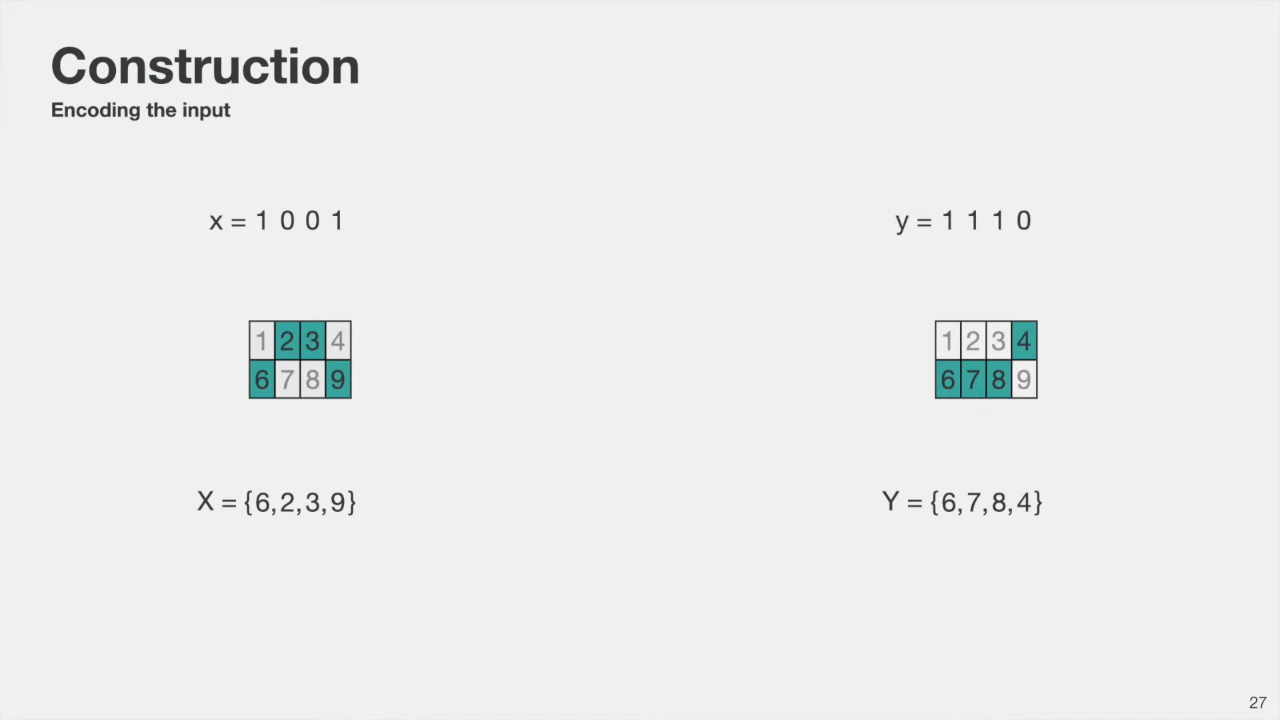 Construction
Encoding the input
x = 1 0 0 1
y = 1 1 1 0
1 2 3 4
6 7 8 9
1 2 3 4
6 7 8 9
X = {6,2,3,9}
Y = {6,7,8,4}
27